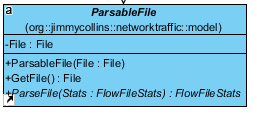 a
ParsableFile
(org::jimmycollins::networktraffic::model)
-File : File
+ParsableFile(File : File)
+GetFile() : File
+ParseFile(Stats : FlowFileStats) : FlowFileStats